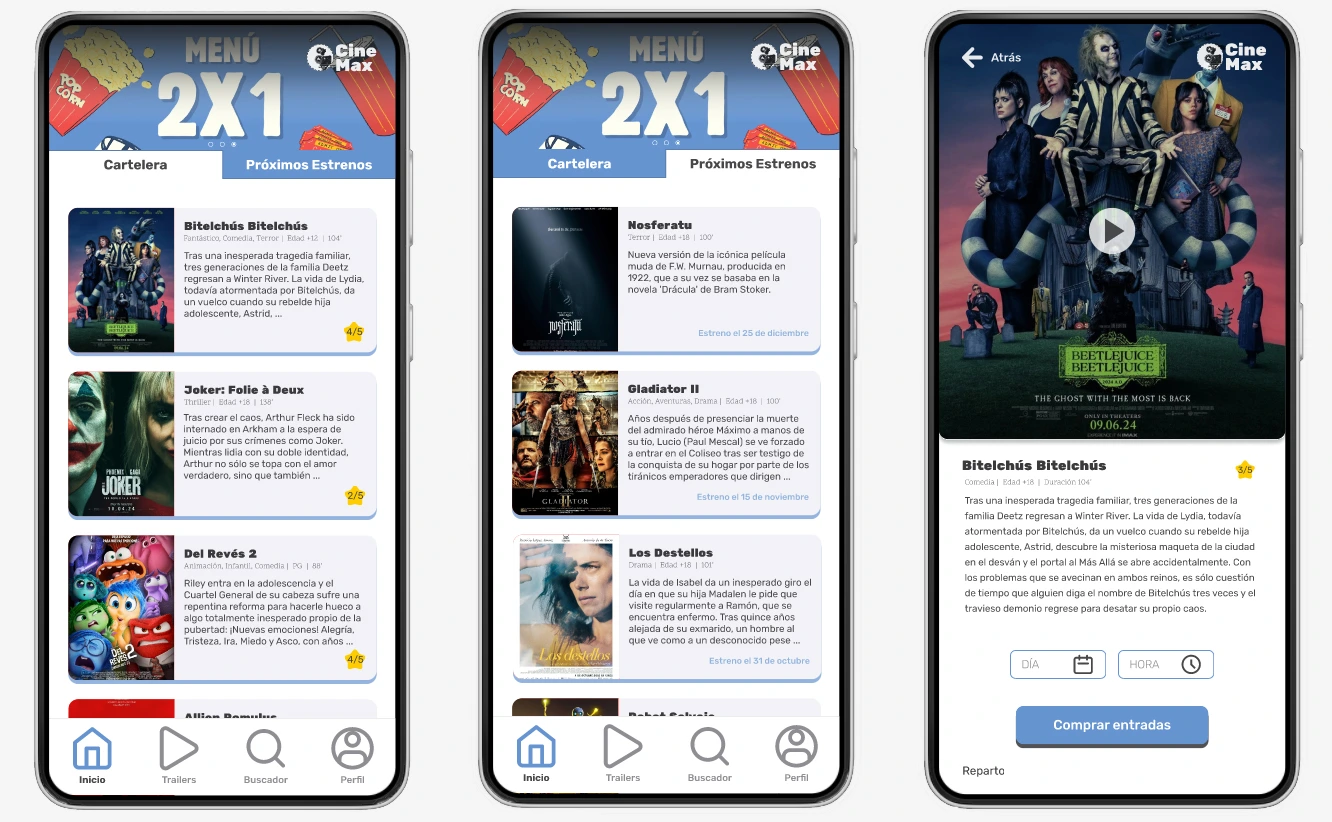 MENÚ
2X1
POP
CORN
Cine
Max
Cartelera
Próximos Estrenos
Bitelchús Bitelchús
Fantástico, Comedia, Terror | Edad +12 | 104'
Tras una inesperada tragedia familiar,
tres generaciones de la familia Deetz
regresan a Winter River. La vida de Lydia,
todavía atormentada por Bitelchús, da
un vuelco cuando su rebelde hija
adolescente, Astrid, ...
4/5
Joker: Folie à Deux
Thriller | Edad +18 | 138'
Tras crear el caos, Arthur Fleck ha sido
internado en Arkham a la espera de
juicio por sus crímenes como Joker.
Mientras lidia con su doble identidad,
Arthur no sólo se topa con el amor
verdadero, sino que también ...
2/5
PHOENIX GAGA
JOKER
10.04.24
Del Revés 2
Animación, Infantil, Comedia | PG | 88'
Riley entra en la adolescencia y el
Cuartel General de su cabeza sufre una
repentina reforma para hacerle hueco a
algo totalmente inesperado propio de la
pubertad: ¡Nuevas emociones! Alegría,
Tristeza, Ira, Miedo y Asco, con años ...
4/5
DEL
REVÉS 2
Inicio
Trailers
Buscador
Perfil
MENÚ
2X1
POP
CORN
Cine
Max
Cartelera
Próximos Estrenos
Nosferatu
Terror | Edad +18 | 100'
Nueva versión de la icónica película
muda de F.W. Murnau, producida en
1922, que a su vez se basaba en la
novela 'Drácula' de Bram Stoker.
Estreno el 25 de diciembre
nosferatu
Gladiator II
Acción, Aventuras, Drama | Edad +18 | 100'
Años después de presenciar la muerte
del admirado héroe Máximo a manos de
su tío, Lucio (Paul Mescal) se ve forzado
a entrar en el Coliseo tras ser testigo de
la conquista de su hogar por parte de los
tiránicos emperadores que dirigen ...
Estreno el 15 de noviembre
GLADIATOR
II
Los Destellos
Drama | Edad +18 | 101'
La vida de Isabel da un inesperado giro el
día en que su hija Madalen le pide que
visite regularmente a Ramón, que se
encuentra enfermo. Tras quince años
alejada de su exmarido, un hombre al
que ve como a un desconocido pese ...
Estreno el 31 de octubre
Los destellos
Inicio
Trailers
Buscador
Perfil
Atrás
Cine
Max
BEETLEJUICE
BEETLEJUICE
THE GHOST WITH THE MOST IS BACK
ONLY IN THEATERS
09.06.24
Bitelchús Bitelchús
3/5
Comedia | Edad +18 | Duración 104'
Tras una inesperada tragedia familiar, tres generaciones de la
familia Deetz regresan a Winter River. La vida de Lydia, todavía
atormentada por Bitelchús, da un vuelco cuando su rebelde hija
adolescente, Astrid, descubre la misteriosa maqueta de la ciudad
en el desván y el portal al Más Allá se abre accidentalmente. Con
los problemas que se avecinan en ambos reinos, es sólo cuestión
de tiempo que alguien diga el nombre de Bitelchús tres veces y el
travieso demonio regrese para desatar su propio caos.
DÍA
HORA
Comprar entradas
Reparto